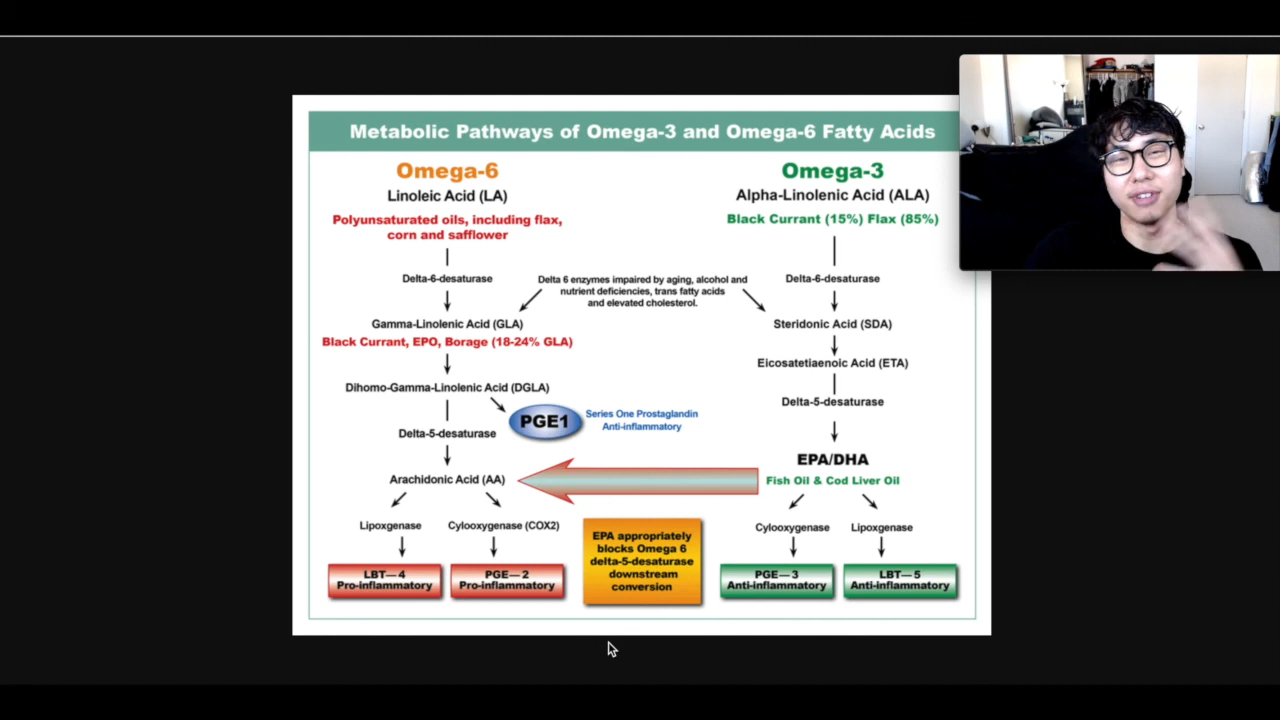 Metabolic Pathways of Omega-3 and Omega-6 Fatty Acids
Omega-6
Linoleic Acid (LA)
Polyunsaturated oils, including flax,
corn and safflower
Delta-6-desaturase
Gamma-Linolenic Acid (GLA)
Black Currant, EPO, Borage (18-24% GLA)
Dihomo-Gamma-Linolenic Acid (DGLA)
PGE1
Series One Prostaglandin
Anti-inflammatory
Delta-5-desaturase
Arachidonic Acid (AA)
Lipoxgenase
Cylooxygenase (COX2)
LBT—4
Pro-inflammatory
PGE—2
Pro-inflammatory
Delta 6 enzymes impaired by aging, alcohol and
nutrient deficiencies, trans fatty acids
and elevated cholesterol.
EPA appropriately
blocks Omega 6
delta-5-desaturase
downstream
conversion
Omega-3
Alpha-Linolenic Acid (ALA)
Black Currant (15%) Flax (85%)
Delta-6-desaturase
Steridonic Acid (SDA)
Eicosatetiaenoic Acid (ETA)
Delta-5-desaturase
EPA/DHA
Fish Oil & Cod Liver Oil
Cylooxygenase
Lipoxgenase
PGE—3
Anti-inflammatory
LBT—5
Anti-inflammatory